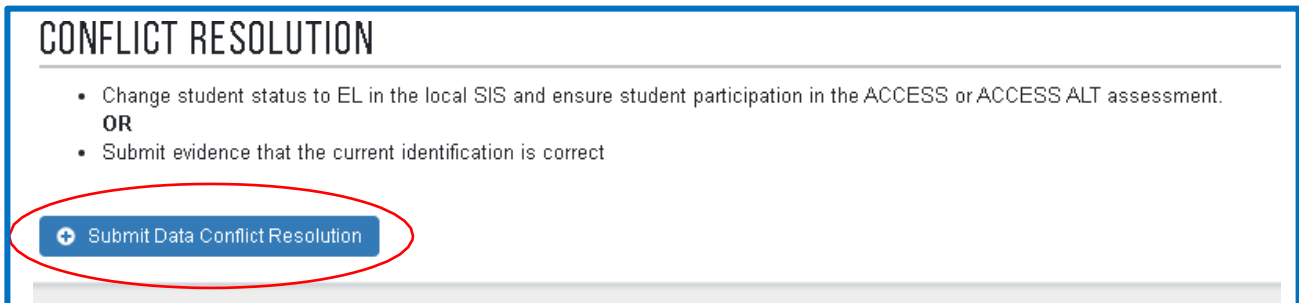 CONFLICT RESOLUTION
• Change student status to EL in the local SIS and ensure student participation in the ACCESS or ACCESS ALT assessment.
OR
• Submit evidence that the current identification is correct
Submit Data Conflict Resolution